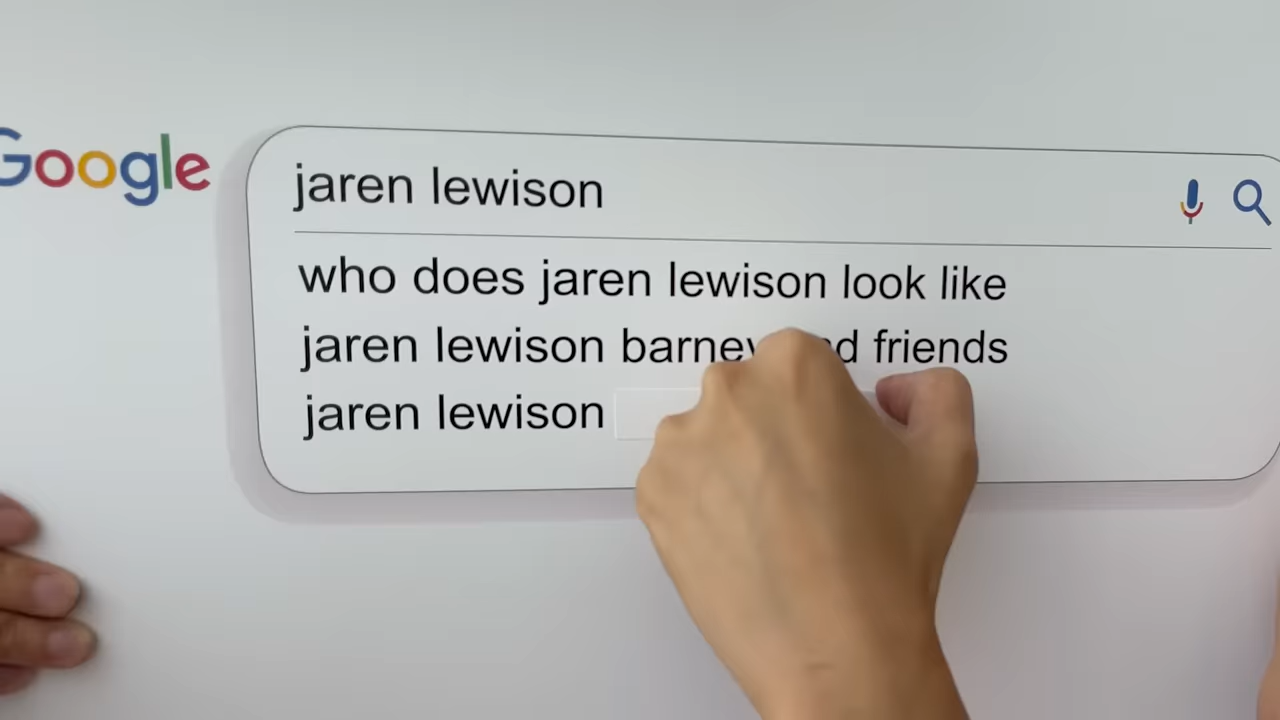 Google
jaren lewison
who does jaren lewison look like
jaren lewison barney friends
jaren lewison